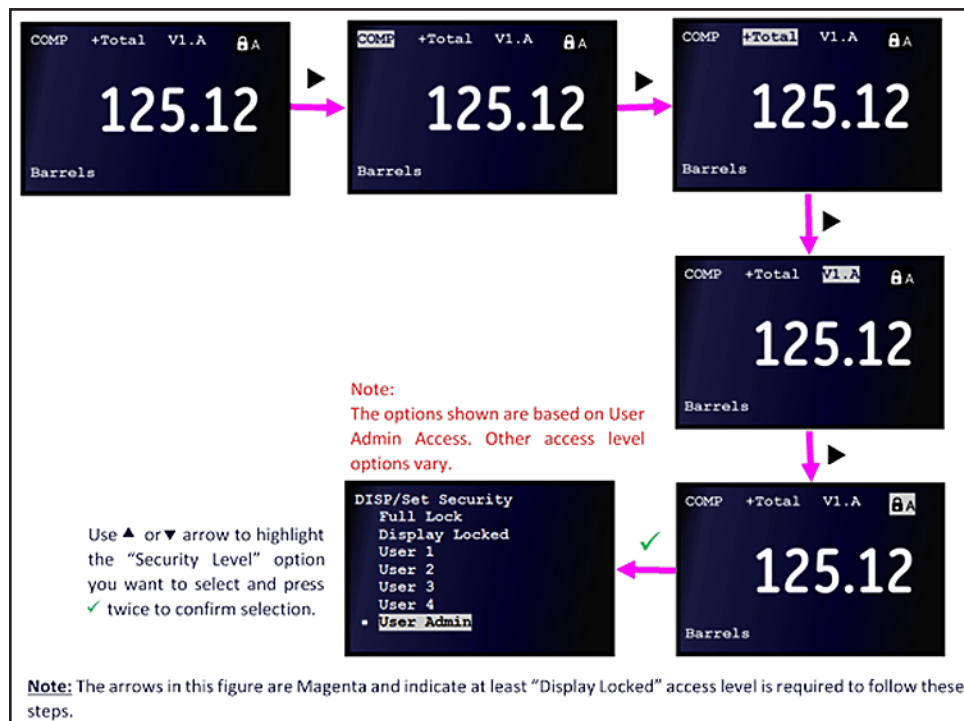 COMP +Total V1.A A
125.12
Barrels
COMP +Total V1.A A
125.12
Barrels
COMP +Total V1.A A
125.12
Barrels
COMP +Total V1.A A
125.12
Barrels
COMP +Total V1.A A
125.12
Barrels
Note:
The options shown are based on User
Admin Access. Other access level
options vary.
DISP/Set Security
Full Lock
Display Locked
User 1
User 2
User 3
User 4
User Admin
Use ▲ or ▼ arrow to highlight
the “Security Level” option
you want to select and press
✓ twice to confirm selection.
Note: The arrows in this figure are Magenta and indicate at least “Display Locked” access level is required to follow these
steps.